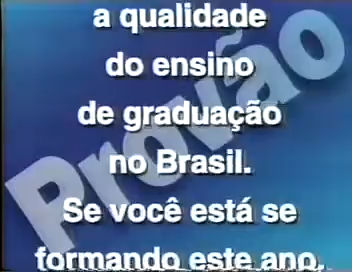 a qualidade
do ensino
de graduação
no Brasil.
Se você está se
formando este ano,
Provão